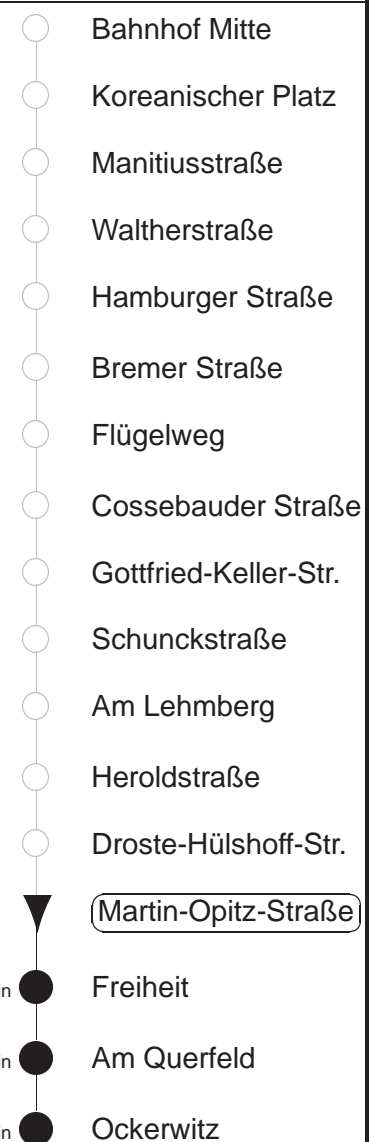 Bahnhof Mitte
Koreanischer Platz
Manitiusstraße
Waltherstraße
Hamburger Straße
Bremer Straße
Flügelweg
Cossebauder Straße
Gottfried-Keller-Str.
Schunckstraße
Am Lehmberg
Heroldstraße
Droste-Hülshoff-Str.
Martin-Opitz-Straße
Freiheit
Am Querfeld
Ockerwitz